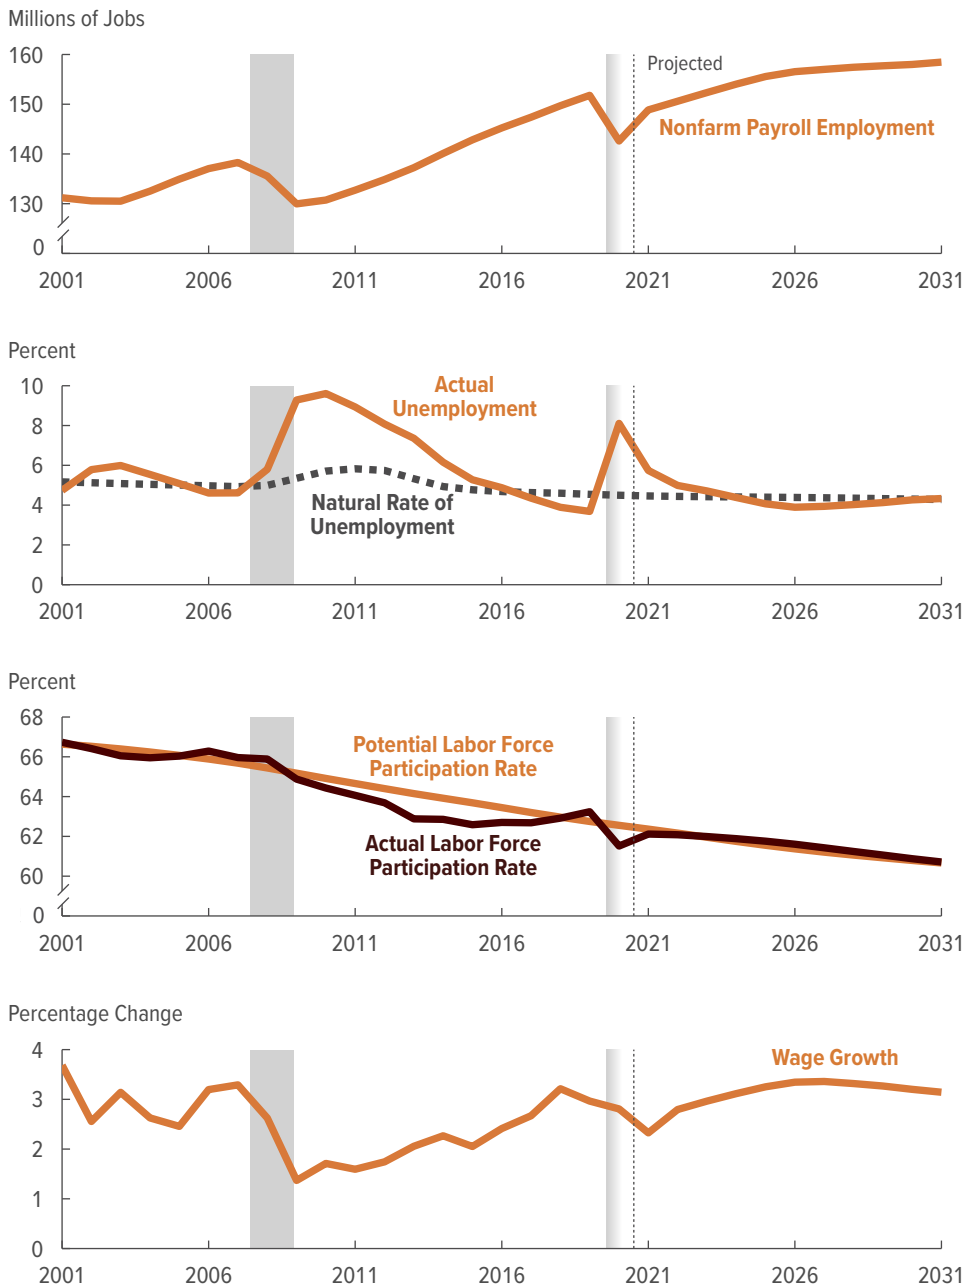 Millions of Jobs
160
Projected
150
Nonfarm Payroll Employment
140
130
0
2001 2006 2011 2016 2021 2026 2031
Percent
10
Actual
Unemployment
8
6
Natural Rate of
Unemployment
4
2
0
2001 2006 2011 2016 2021 2026 2031
Percent
68
Potential Labor Force
Participation Rate
66
64
62
Actual Labor Force
Participation Rate
60
0
2001 2006 2011 2016 2021 2026 2031
Percentage Change
4
Wage Growth
3
2
1
0
2001 2006 2011 2016 2021 2026 2031